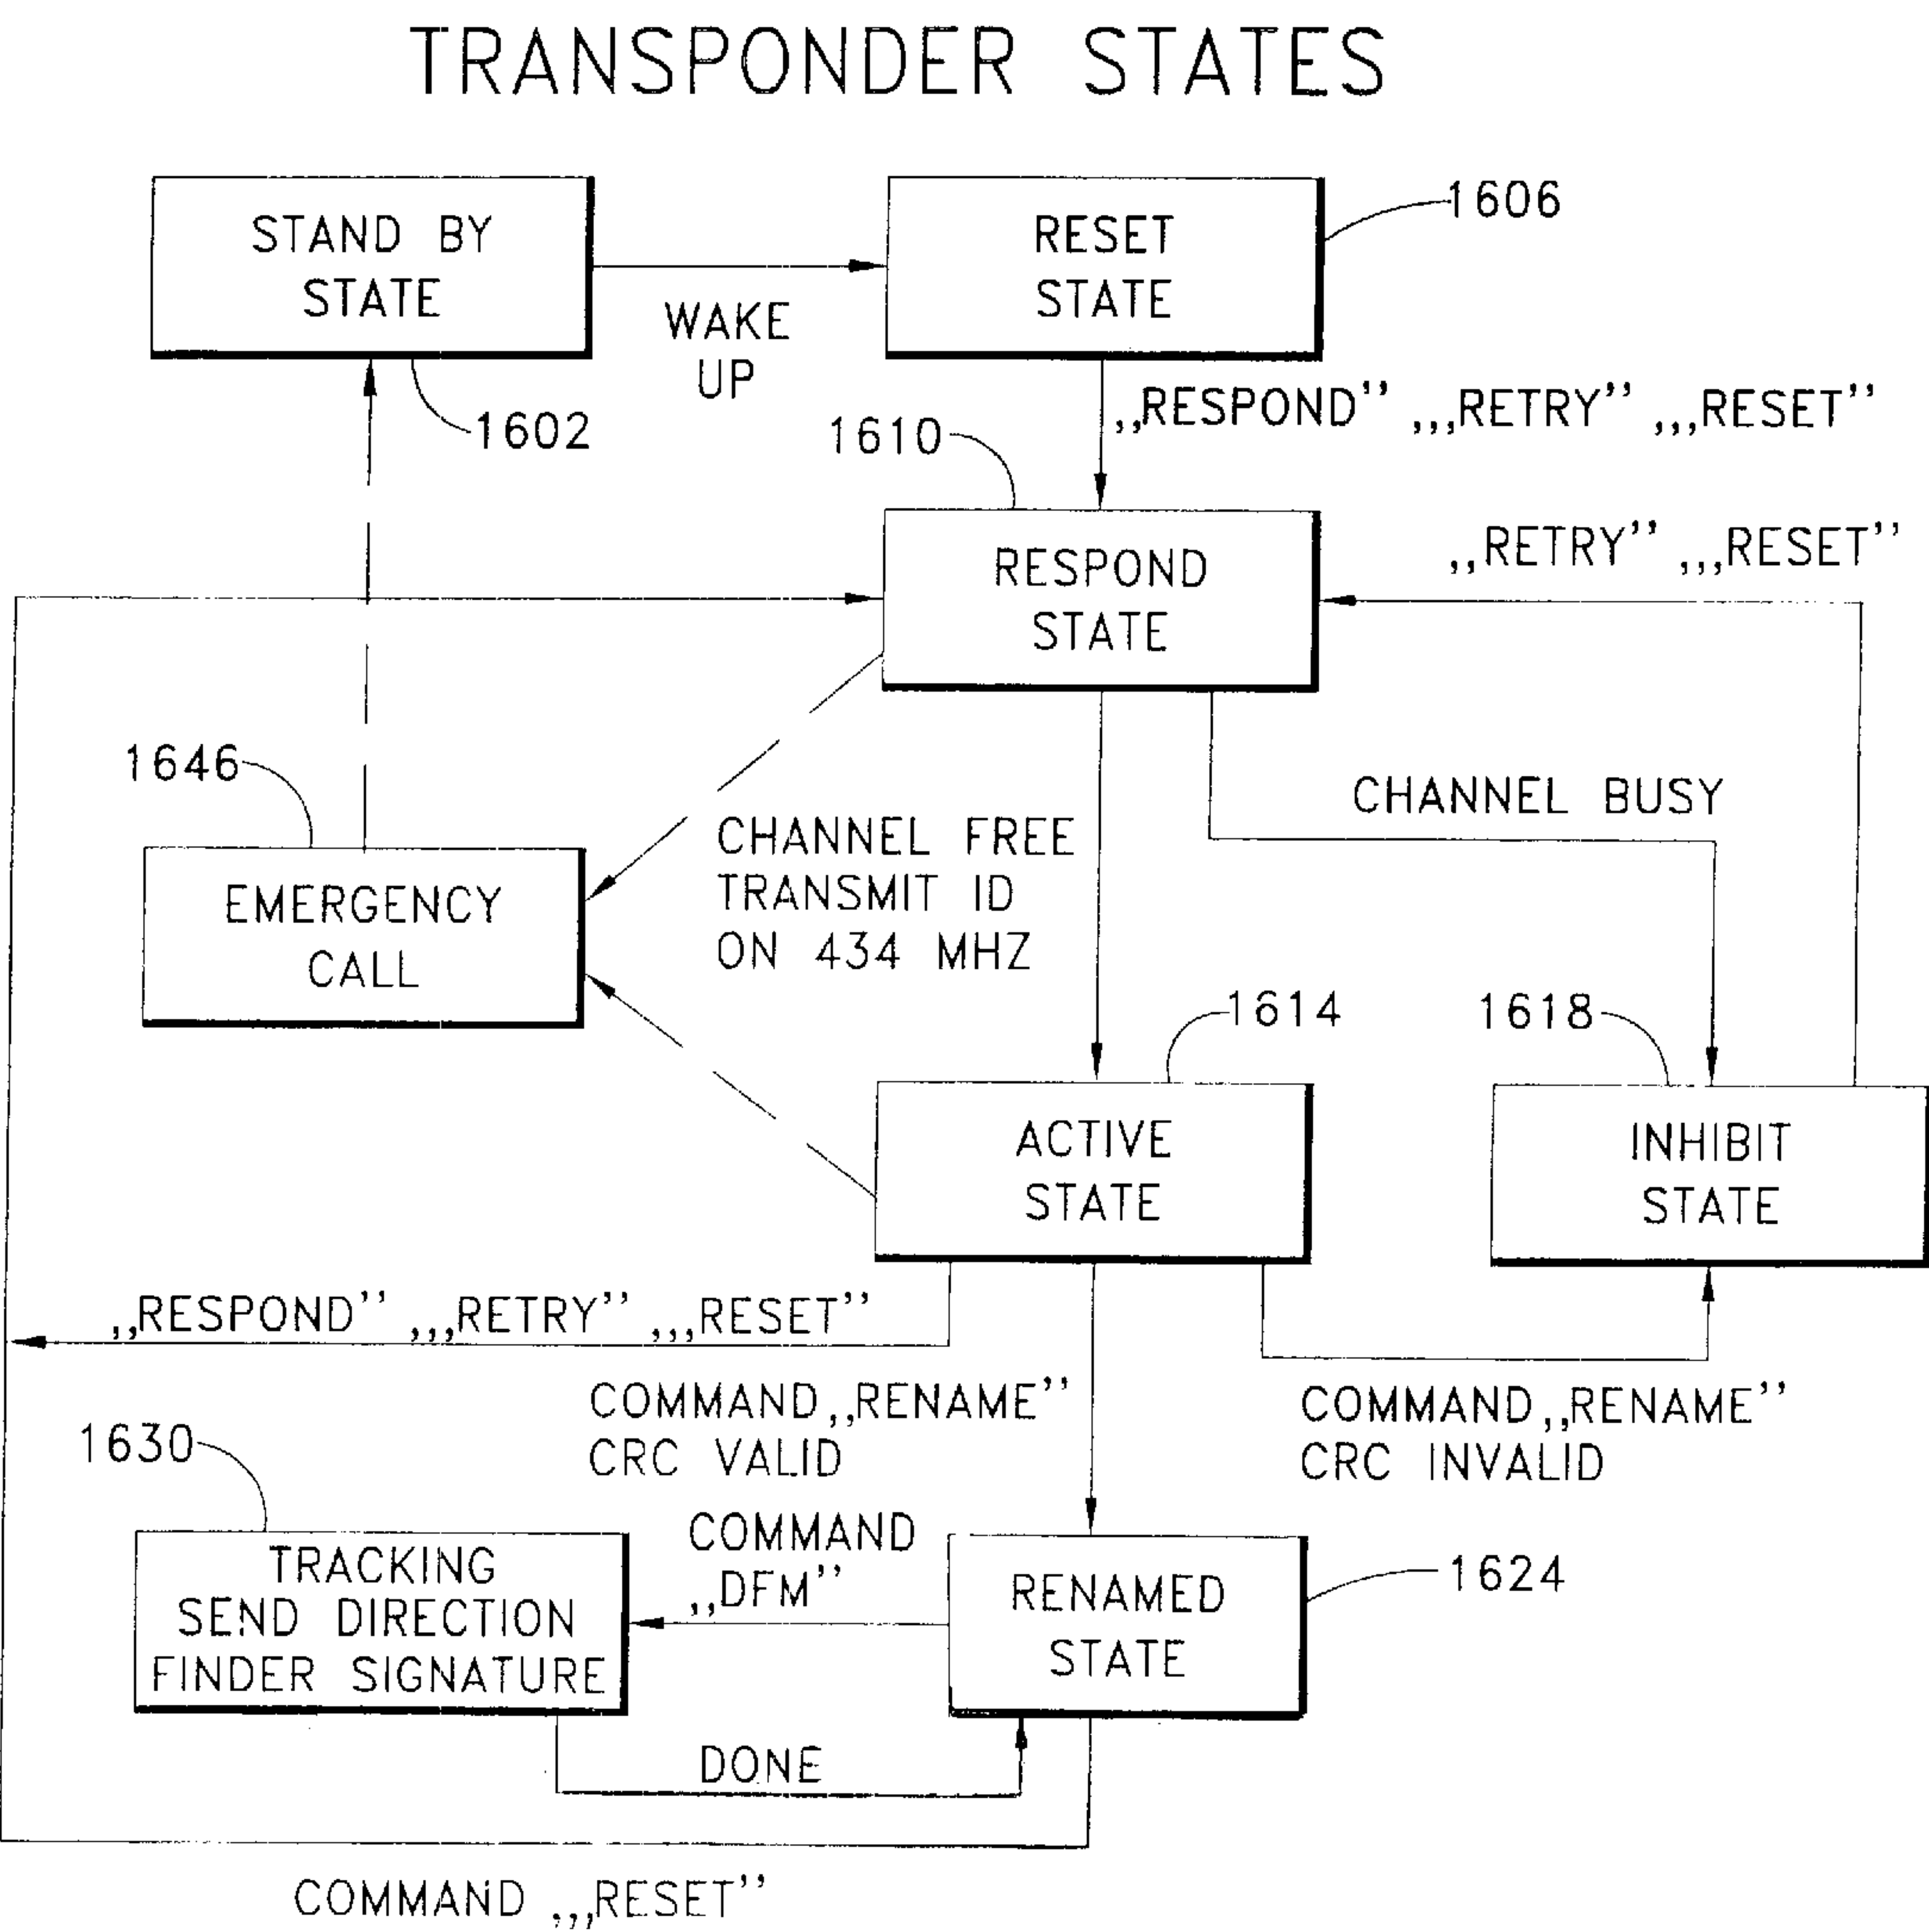 TRANSPONDER STATES
STAND BY
STATE
RESET
STATE
1606
WAKE
UP
1602
,,RESPOND’’ ,,,RETRY’’ ,,,RESET’’
1610
RESPOND
STATE
,,RETRY’’ ,,,RESET’’
1646
CHANNEL BUSY
CHANNEL FREE
TRANSMIT ID
ON 434 MHZ
EMERGENCY
CALL
1614
1618
ACTIVE
STATE
INHIBIT
STATE
,,RESPOND’’ ,,,RETRY’’ ,,,RESET’’
COMMAND,,RENAME’’
CRC VALID
COMMAND,,RENAME’’
CRC INVALID
1630
COMMAND
,,DFM’’
TRACKING
SEND DIRECTION
FINDER SIGNATURE
RENAMED
STATE
1624
DONE
COMMAND ,,,RESET’’